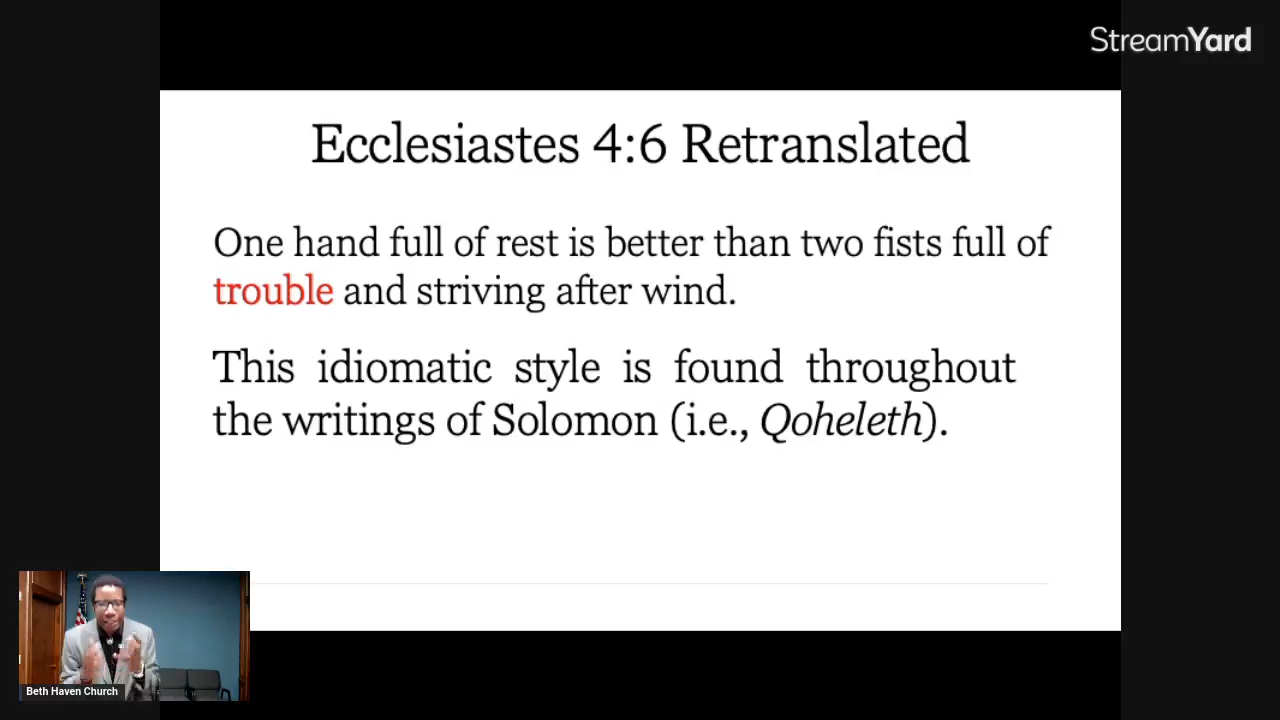 StreamYard
Ecclesiastes 4:6 Retranslated
One hand full of rest is better than two fists full of
trouble and striving after wind.
This idiomatic style is found throughout
the writings of Solomon (i.e., Qoheleth).
Beth Haven Church